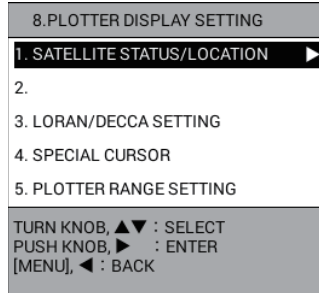 8.PLOTTER DISPLAY SETTING
1. SATELLITE STATUS/LOCATION ▶
2.
3. LORAN/DECCA SETTING
4. SPECIAL CURSOR
5. PLOTTER RANGE SETTING
TURN KNOB, ▲▼ : SELECT
PUSH KNOB, ▶ : ENTER
[MENU], ◀ : BACK